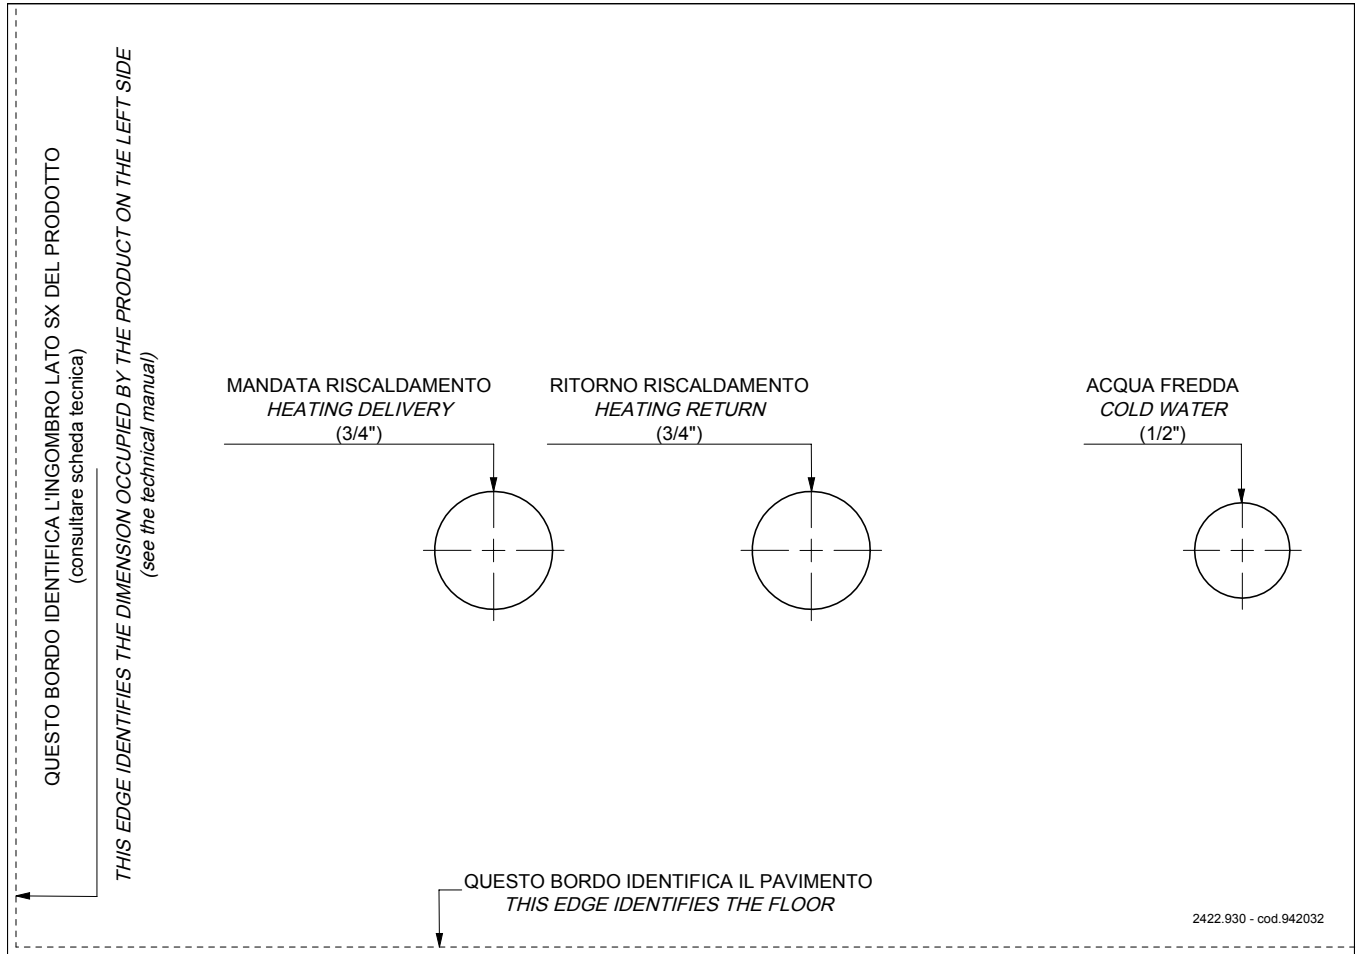 QUESTO BORDO IDENTIFICA L'INGOMBRO LATO SX DEL PRODOTTO
(consultare scheda tecnica)
THIS EDGE IDENTIFIES THE DIMENSION OCCUPIED BY THE PRODUCT ON THE LEFT SIDE
(see the technical manual)
MANDATA RISCALDAMENTO
HEATING DELIVERY
(3/4")
RITORNO RISCALDAMENTO
HEATING RETURN
(3/4")
ACQUA FREDDA
COLD WATER
(1/2")
QUESTO BORDO IDENTIFICA IL PAVIMENTO
THIS EDGE IDENTIFIES THE FLOOR
2422.930 - cod.942032